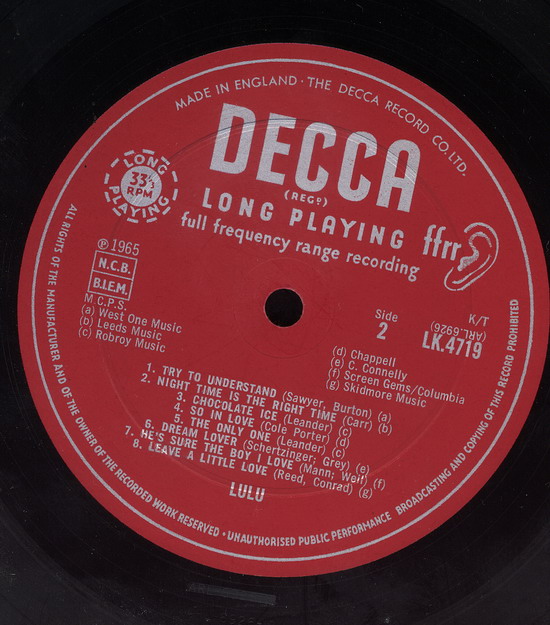 MADE IN ENGLAND · THE DECCA RECORD CO. LTD.
DECCA
(REGD)
LONG PLAYING
full frequency range recording
ffrr
LONG
33⅓
RPM
PLAYING
℗ 1965
N.C.B.
B.I.E.M.
M.C.P.S.
(a) West One Music
(b) Leeds Music
(c) Robroy Music
Side
2
K/T
(ARL-6926)
LK.4719
(d) Chappell
(e) C. Connelly
(f) Screen Gems/Columbia
(g) Skidmore Music
1. TRY TO UNDERSTAND (Sawyer, Burton) (a)
2. NIGHT TIME IS THE RIGHT TIME (Carr) (b)
3. CHOCOLATE ICE (Leander) (c)
4. SO IN LOVE (Cole Porter) (d)
5. THE ONLY ONE (Leander) (c)
6. DREAM LOVER (Schertzinger; Grey) (e)
7. HE'S SURE THE BOY I LOVE (Mann; Weil) (f)
8. LEAVE A LITTLE LOVE (Reed, Conrad) (g)
LULU
ALL RIGHTS OF THE MANUFACTURER AND OF THE OWNER OF THE RECORDED WORK RESERVED · UNAUTHORISED PUBLIC PERFORMANCE BROADCASTING AND COPYING OF THIS RECORD PROHIBITED